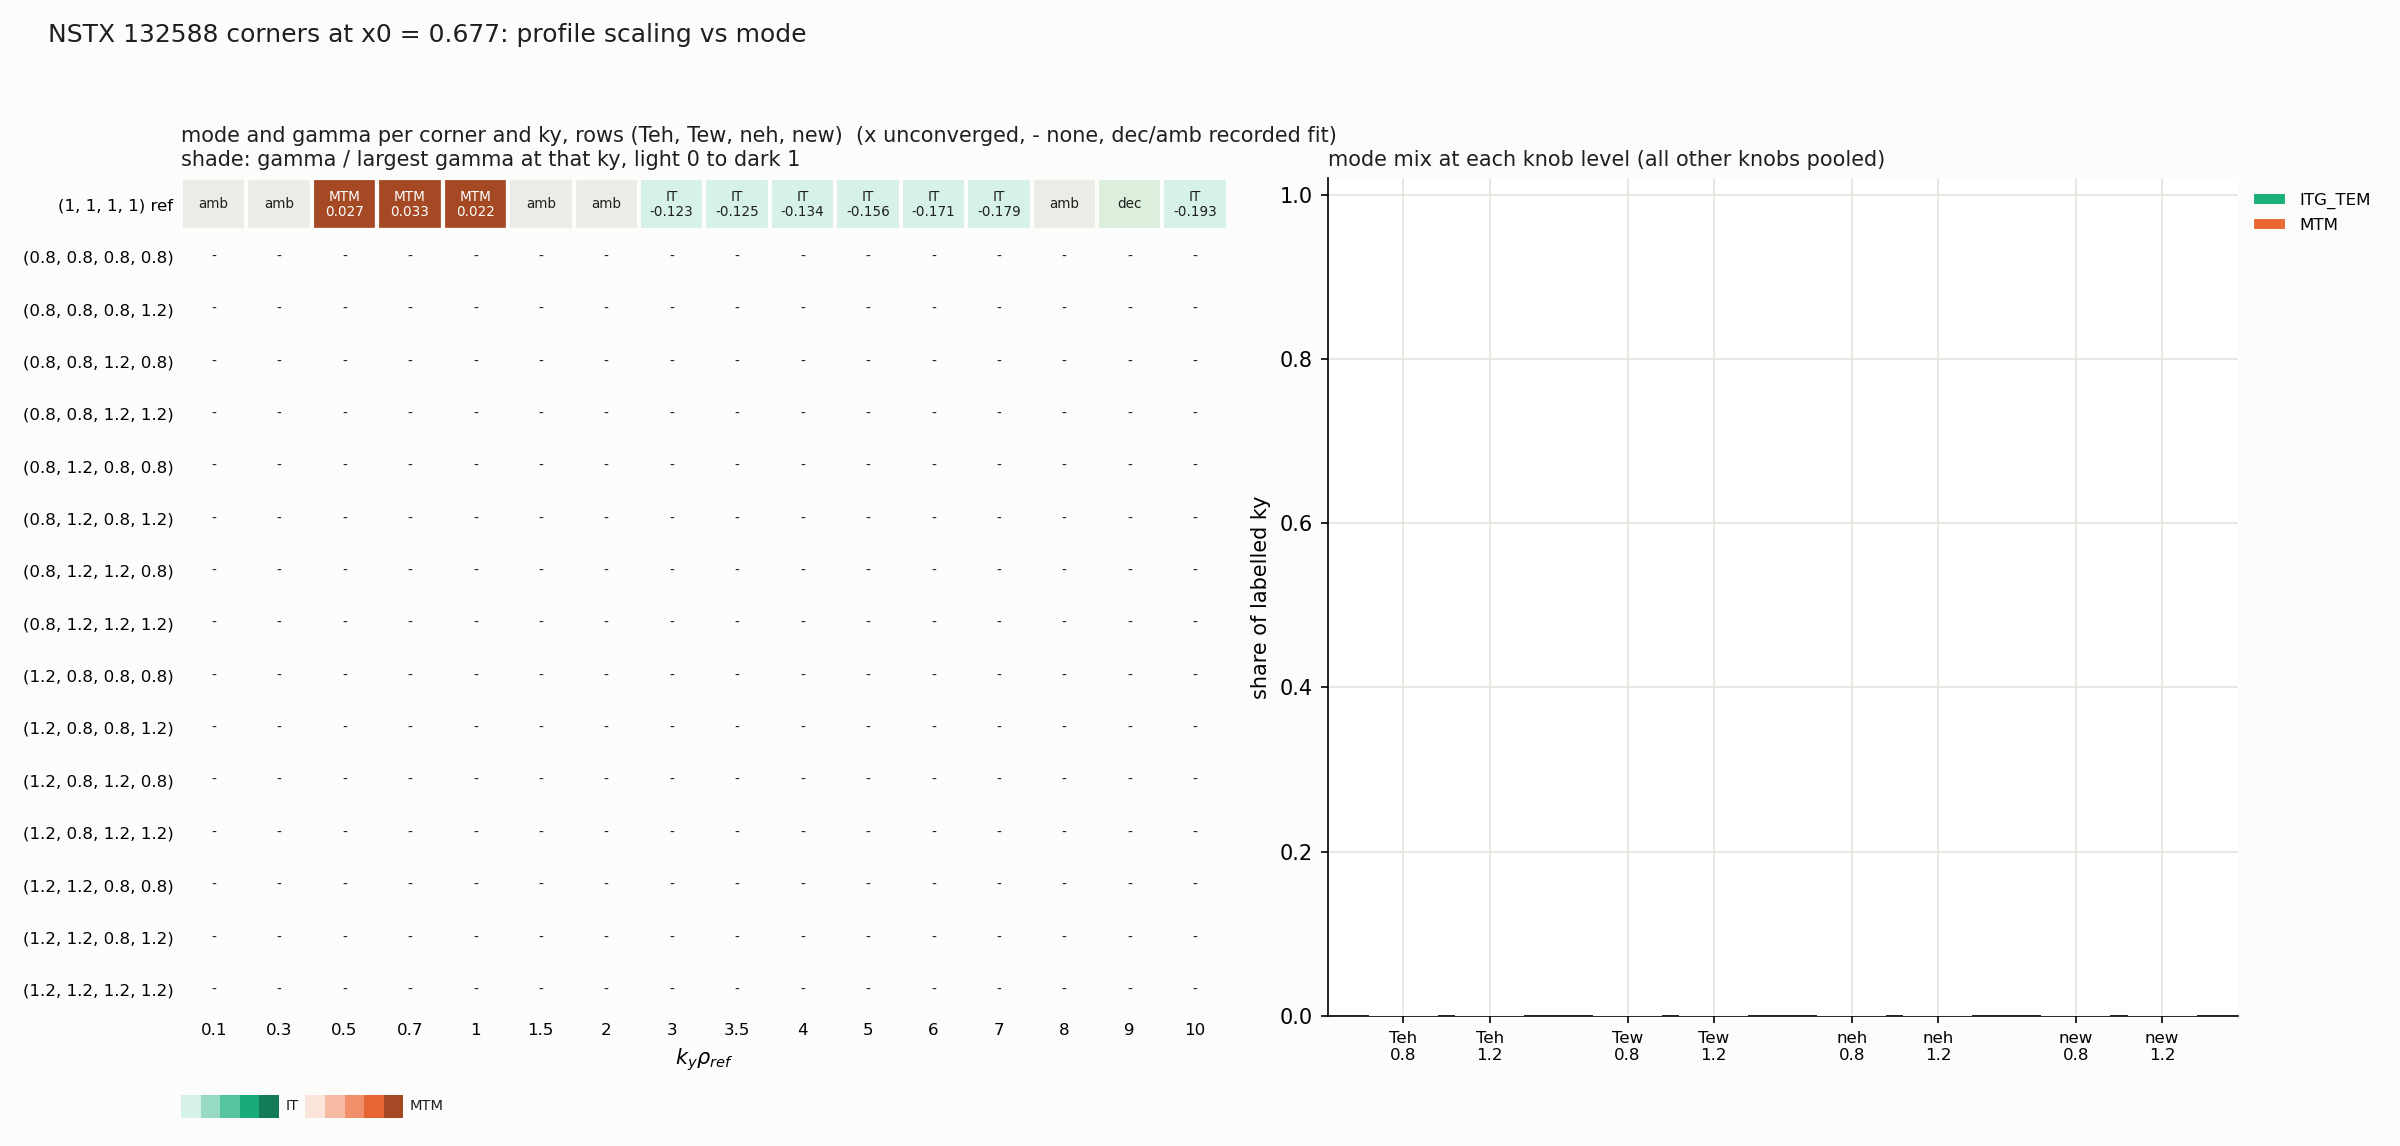 NSTX 132588 corners at x0 = 0.677: profile scaling vs mode
mode and gamma per corner and ky, rows (Teh, Tew, neh, new)  (x unconverged, - none, dec/amb recorded fit)
shade: gamma / largest gamma at that ky, light 0 to dark 1
(1, 1, 1, 1) ref amb amb MTM 0.027 MTM 0.033 MTM 0.022 amb amb IT -0.123 IT -0.125 IT -0.134 IT -0.156 IT -0.171 IT -0.179 amb dec IT -0.193
(0.8, 0.8, 0.8, 0.8) - - - - - - - - - - - - - - - -
(0.8, 0.8, 0.8, 1.2) - - - - - - - - - - - - - - - -
(0.8, 0.8, 1.2, 0.8) - - - - - - - - - - - - - - - -
(0.8, 0.8, 1.2, 1.2) - - - - - - - - - - - - - - - -
(0.8, 1.2, 0.8, 0.8) - - - - - - - - - - - - - - - -
(0.8, 1.2, 0.8, 1.2) - - - - - - - - - - - - - - - -
(0.8, 1.2, 1.2, 0.8) - - - - - - - - - - - - - - - -
(0.8, 1.2, 1.2, 1.2) - - - - - - - - - - - - - - - -
(1.2, 0.8, 0.8, 0.8) - - - - - - - - - - - - - - - -
(1.2, 0.8, 0.8, 1.2) - - - - - - - - - - - - - - - -
(1.2, 0.8, 1.2, 0.8) - - - - - - - - - - - - - - - -
(1.2, 0.8, 1.2, 1.2) - - - - - - - - - - - - - - - -
(1.2, 1.2, 0.8, 0.8) - - - - - - - - - - - - - - - -
(1.2, 1.2, 0.8, 1.2) - - - - - - - - - - - - - - - -
(1.2, 1.2, 1.2, 1.2) - - - - - - - - - - - - - - - -
0.1 0.3 0.5 0.7 1 1.5 2 3 3.5 4 5 6 7 8 9 10
k_yρ_ref
IT MTM
mode mix at each knob level (all other knobs pooled)
share of labelled ky
1.0
0.8
0.6
0.4
0.2
0.0
Teh Teh Tew Tew neh neh new new
0.8 1.2 0.8 1.2 0.8 1.2 0.8 1.2
ITG_TEM
MTM